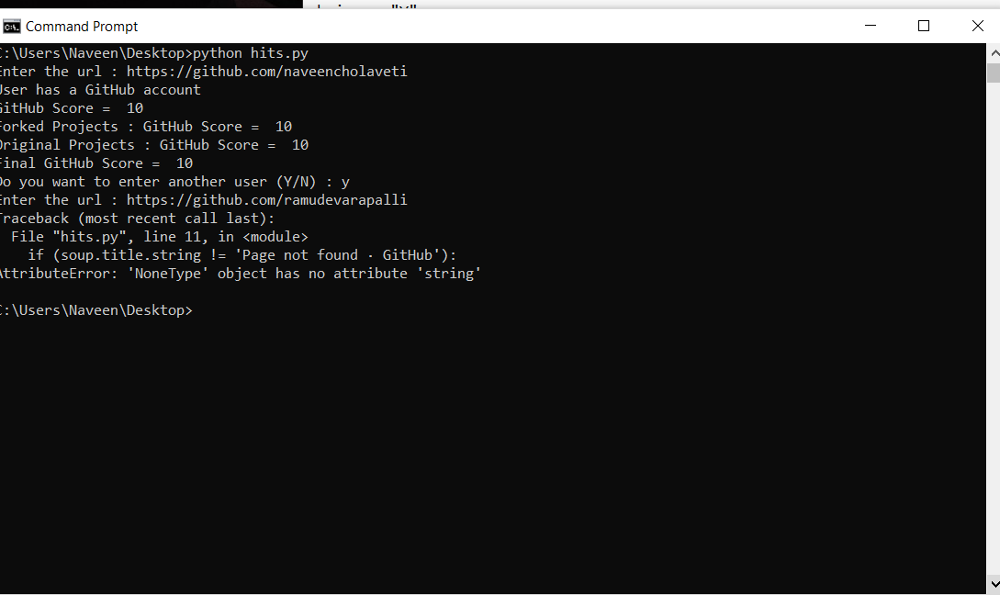 Command Prompt
C:\Users\Naveen\Desktop>python hits.py
Enter the url : https://github.com/naveencholaveti
User has a GitHub account
GitHub Score =  10
Forked Projects : GitHub Score =  10
Original Projects : GitHub Score =  10
Final GitHub Score =  10
Do you want to enter another user (Y/N) : y
Enter the url : https://github.com/ramudevarapalli
Traceback (most recent call last):
  File "hits.py", line 11, in <module>
    if (soup.title.string != 'Page not found · GitHub'):
AttributeError: 'NoneType' object has no attribute 'string'
C:\Users\Naveen\Desktop>